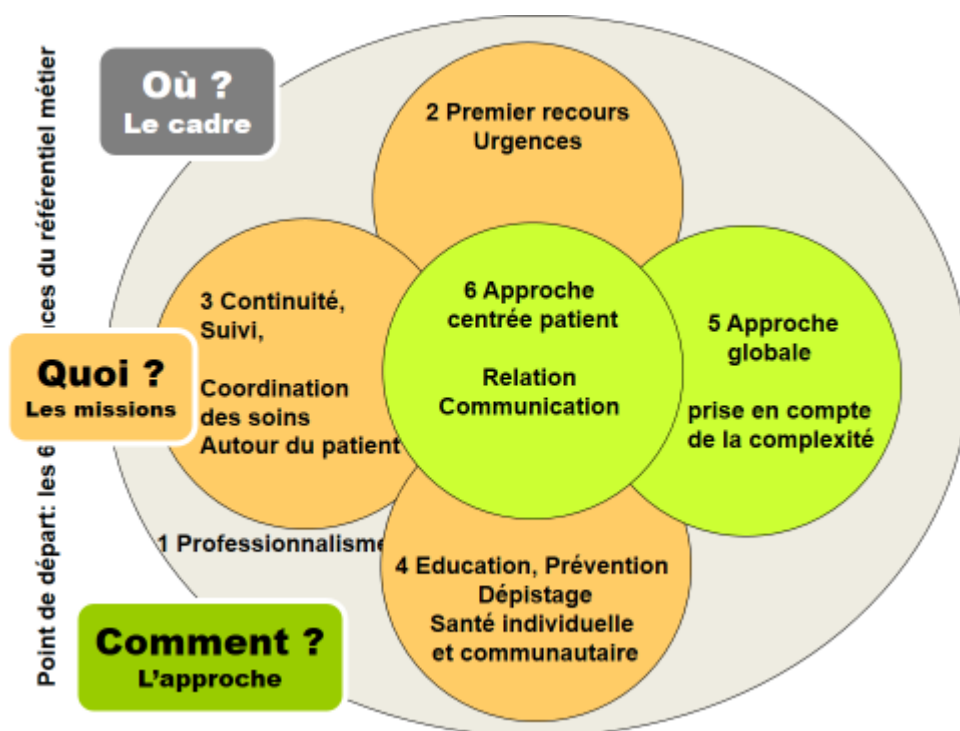 Où ?
Le cadre
2 Premier recours
Urgences
3 Continuité,
Suivi,
Coordination
des soins
Autour du patient
6 Approche
centrée patient
Relation
Communication
5 Approche
globale
prise en compte
de la complexité
Quoi ?
Les missions
1 Professionnalisme
4 Education, Prévention
Dépistage
Santé individuelle
et communautaire
Comment ?
L'approche
Point de départ: les 6 nces du référentiel métier